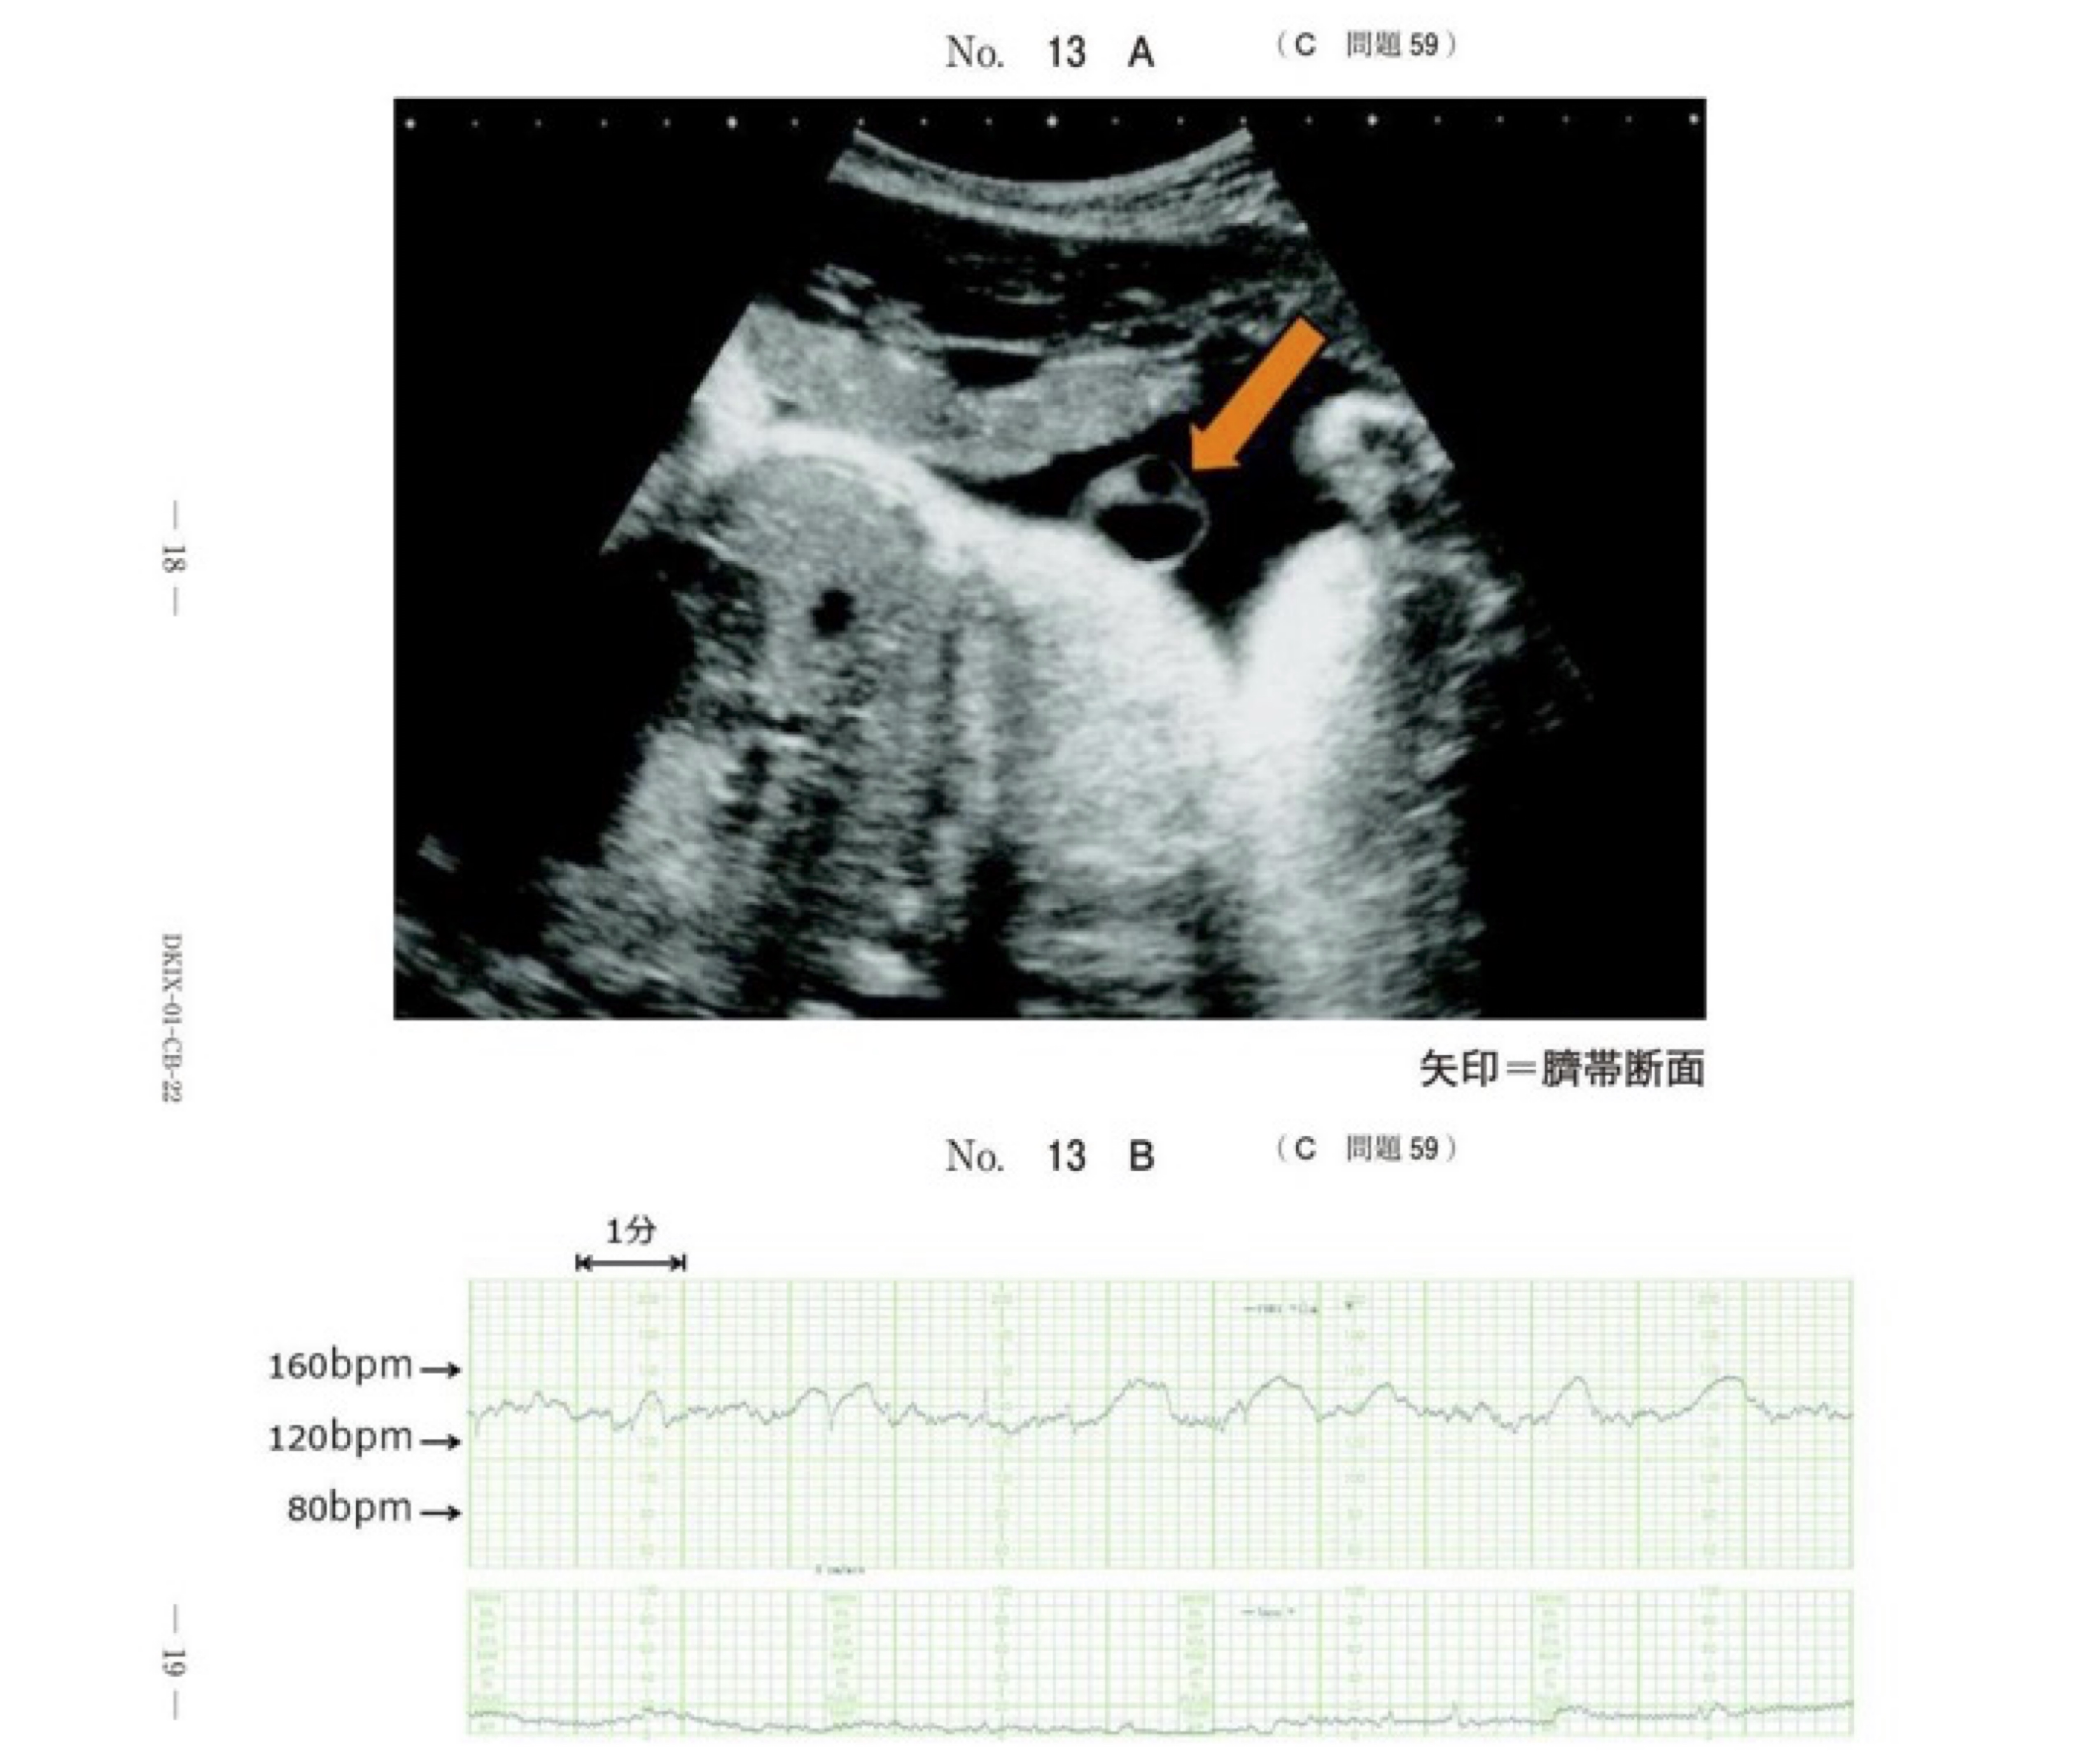 No. 13 A （C 問題 59）
矢印＝臍帯断面
No. 13 B （C 問題 59）
1分
160bpm→
120bpm→
80bpm→
— 18 —
DKIX-01-CB-22
— 19 —